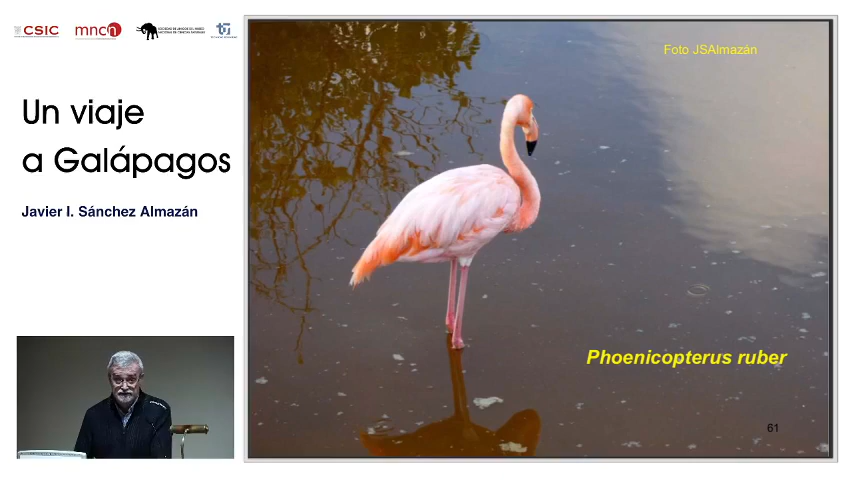 CSIC
mncn
Un viaje
a Galápagos
Javier I. Sánchez Almazán
Foto JSAlmazán
Phoenicopterus ruber
61